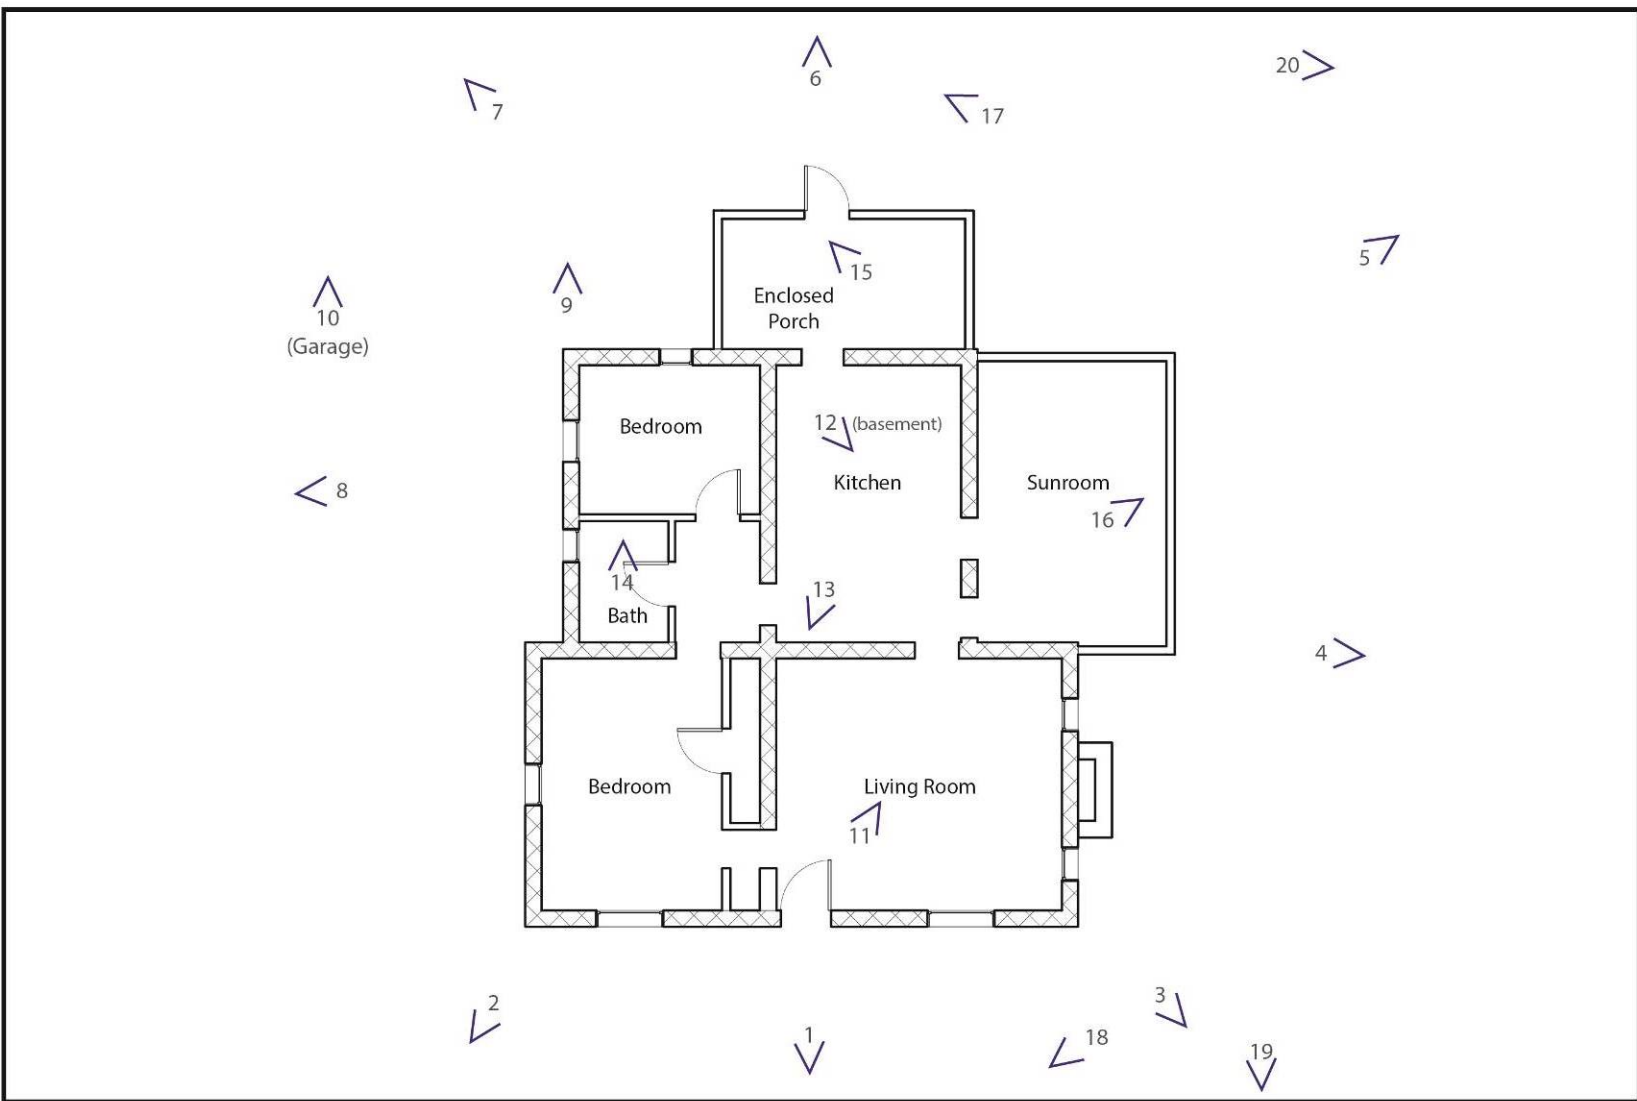 6
20
7
17
15
5
9
Enclosed
Porch
10
(Garage)
12 (basement)
Bedroom
Kitchen
Sunroom
8
16
14
13
Bath
4
Bedroom
Living Room
11
2
3
1
18
19